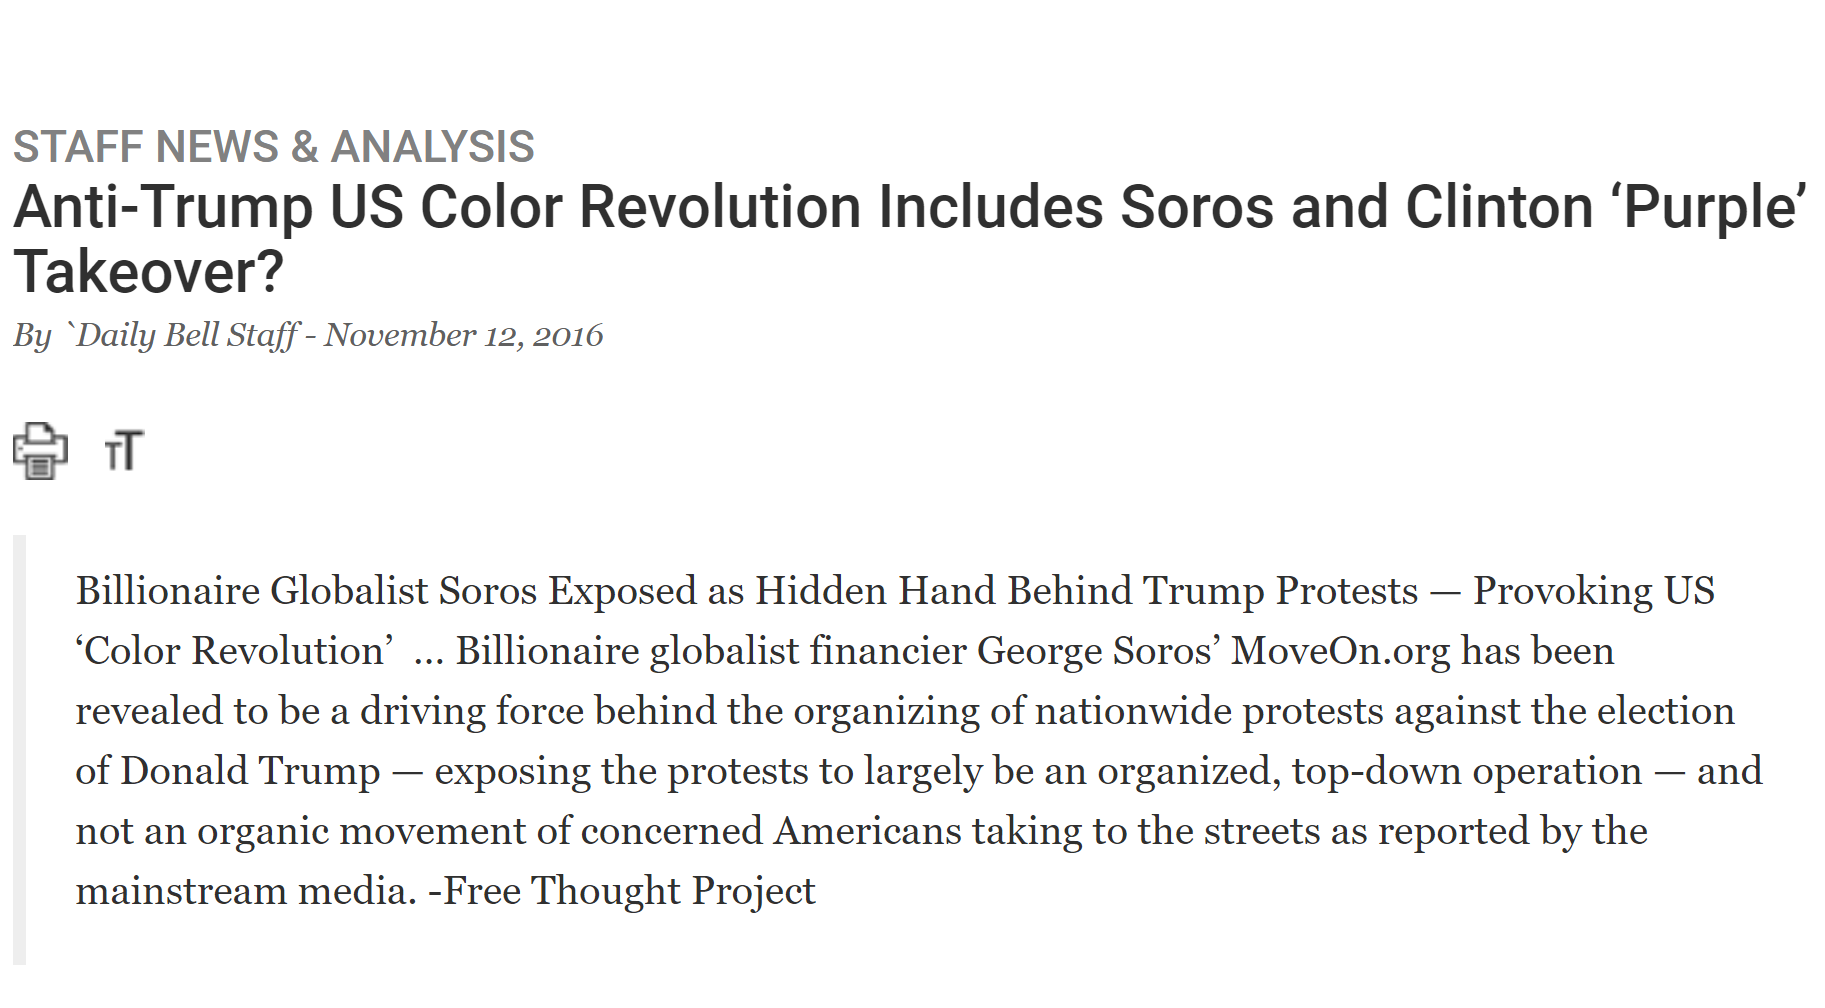 STAFF NEWS & ANALYSIS
Anti-Trump US Color Revolution Includes Soros and Clinton ‘Purple’
Takeover?
By `Daily Bell Staff - November 12, 2016
TT
Billionaire Globalist Soros Exposed as Hidden Hand Behind Trump Protests — Provoking US
‘Color Revolution’ … Billionaire globalist financier George Soros’ MoveOn.org has been
revealed to be a driving force behind the organizing of nationwide protests against the election
of Donald Trump — exposing the protests to largely be an organized, top-down operation — and
not an organic movement of concerned Americans taking to the streets as reported by the
mainstream media. -Free Thought Project